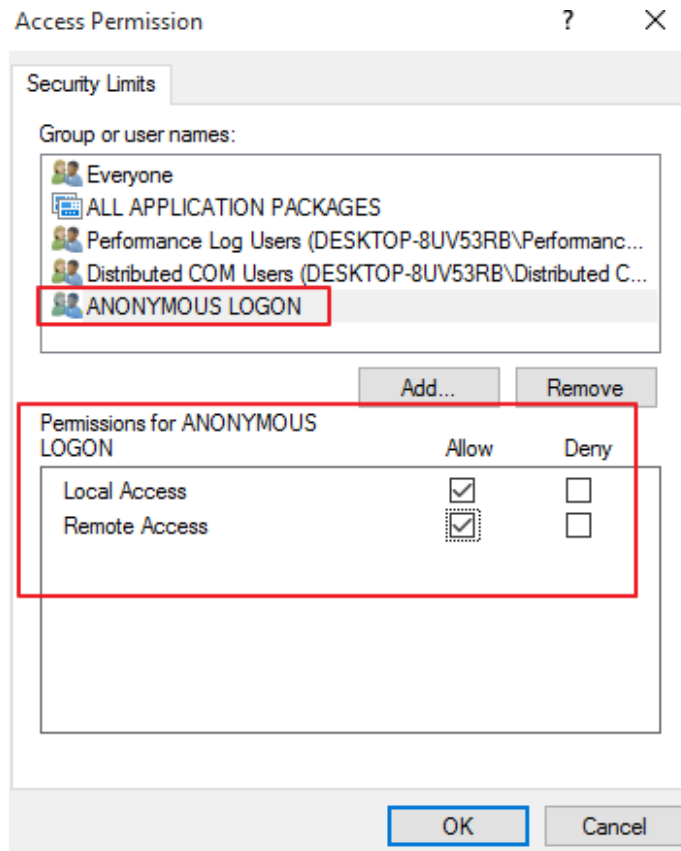 Access Permission ?
Security Limits
Group or user names:
Everyone
ALL APPLICATION PACKAGES
Performance Log Users (DESKTOP-8UV53RB\Performanc...
Distributed COM Users (DESKTOP-8UV53RB\Distributed C...
ANONYMOUS LOGON
Add... Remove
Permissions for ANONYMOUS
LOGON Allow Deny
Local Access
Remote Access
OK Cancel